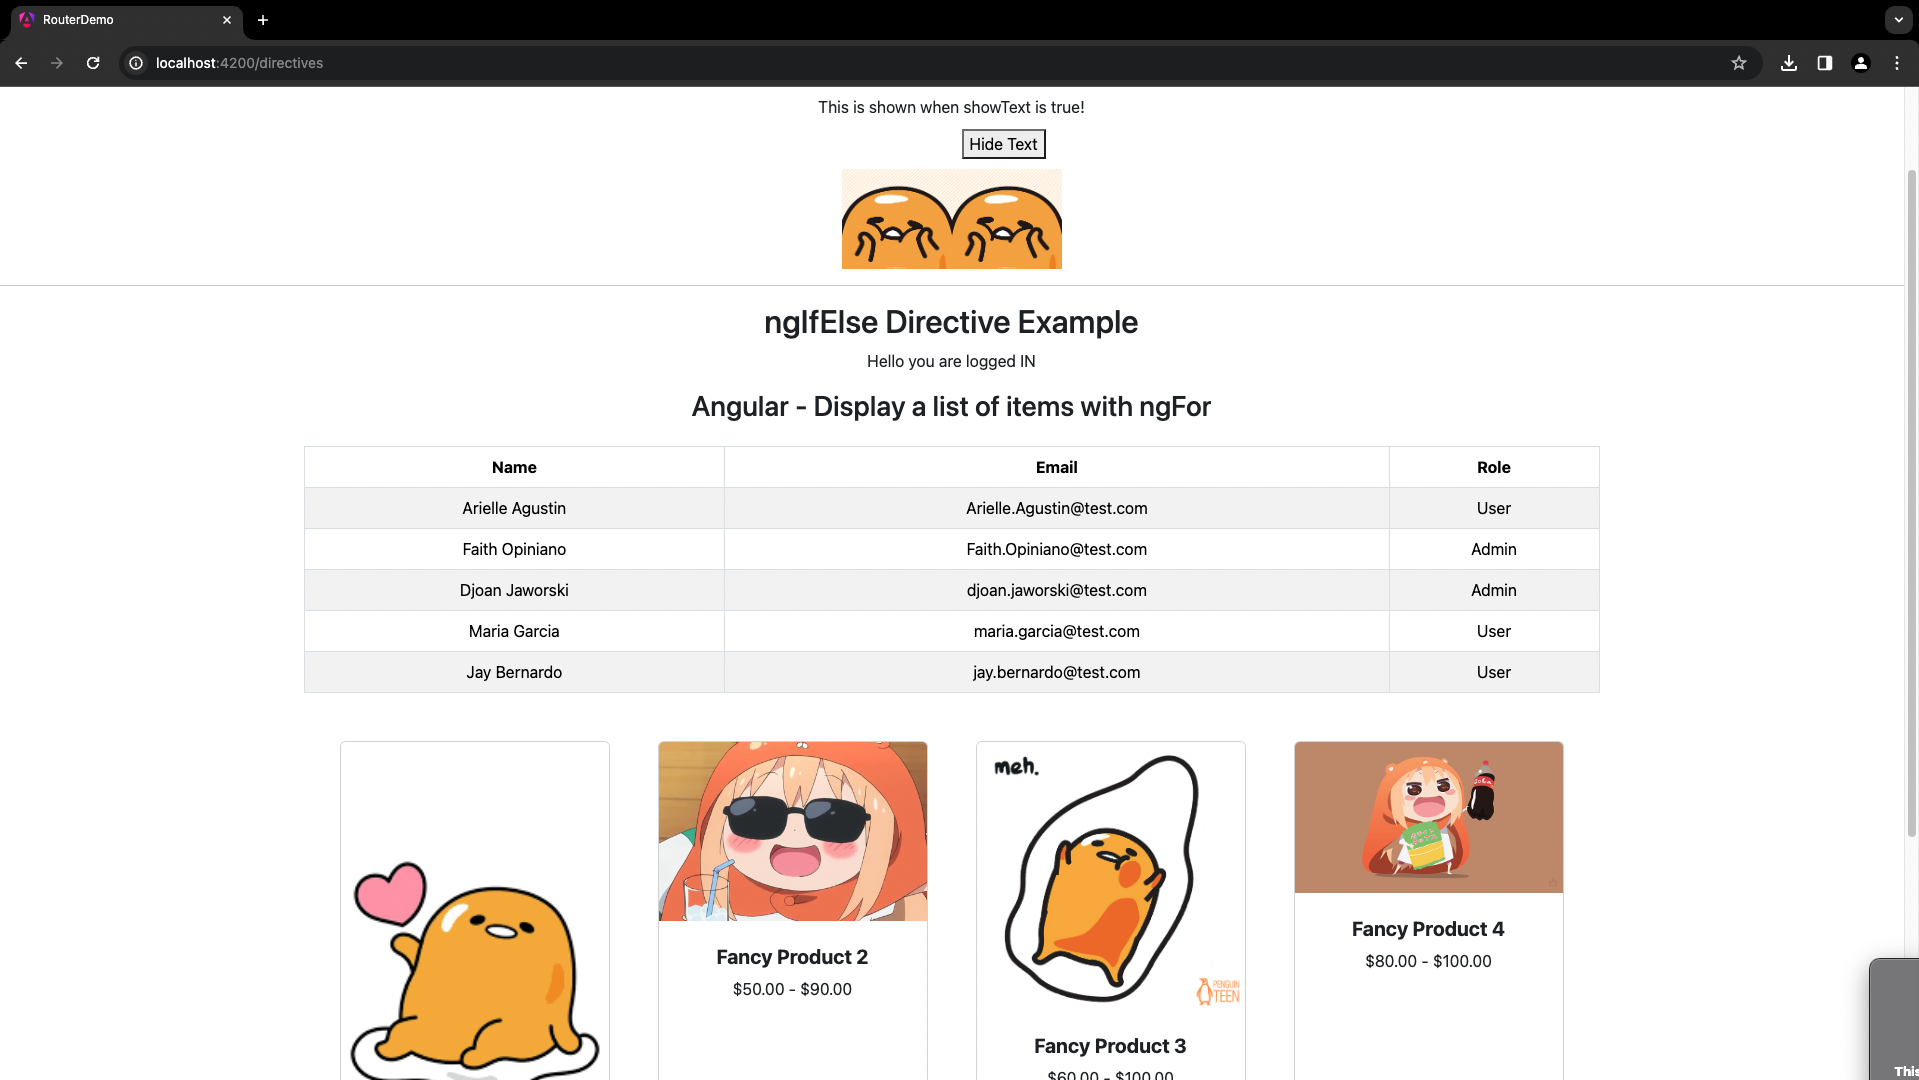 RouterDemo
localhost:4200/directives
This is shown when showText is true!
Hide Text
ngIfElse Directive Example
Hello you are logged IN
Angular - Display a list of items with ngFor
Name Email Role
Arielle Agustin Arielle.Agustin@test.com User
Faith Opiniano Faith.Opiniano@test.com Admin
Djoan Jaworski djoan.jaworski@test.com Admin
Maria Garcia maria.garcia@test.com User
Jay Bernardo jay.bernardo@test.com User
meh.
PENGUIN
TEEN
Fancy Product 2
$50.00 - $90.00
Fancy Product 3
$60.00 - $100.00
Fancy Product 4
$80.00 - $100.00
This